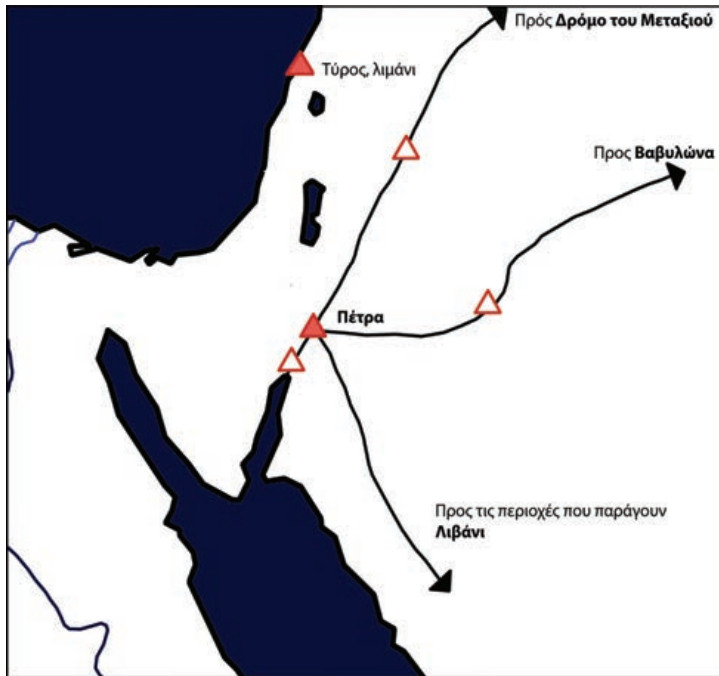 Πρός Δρόμο του Μεταξιού
Τύρος, λιμάνι
Προς Βαβυλώνα
Πέτρα
Προς τις περιοχές που παράγουν
Λιβάνι